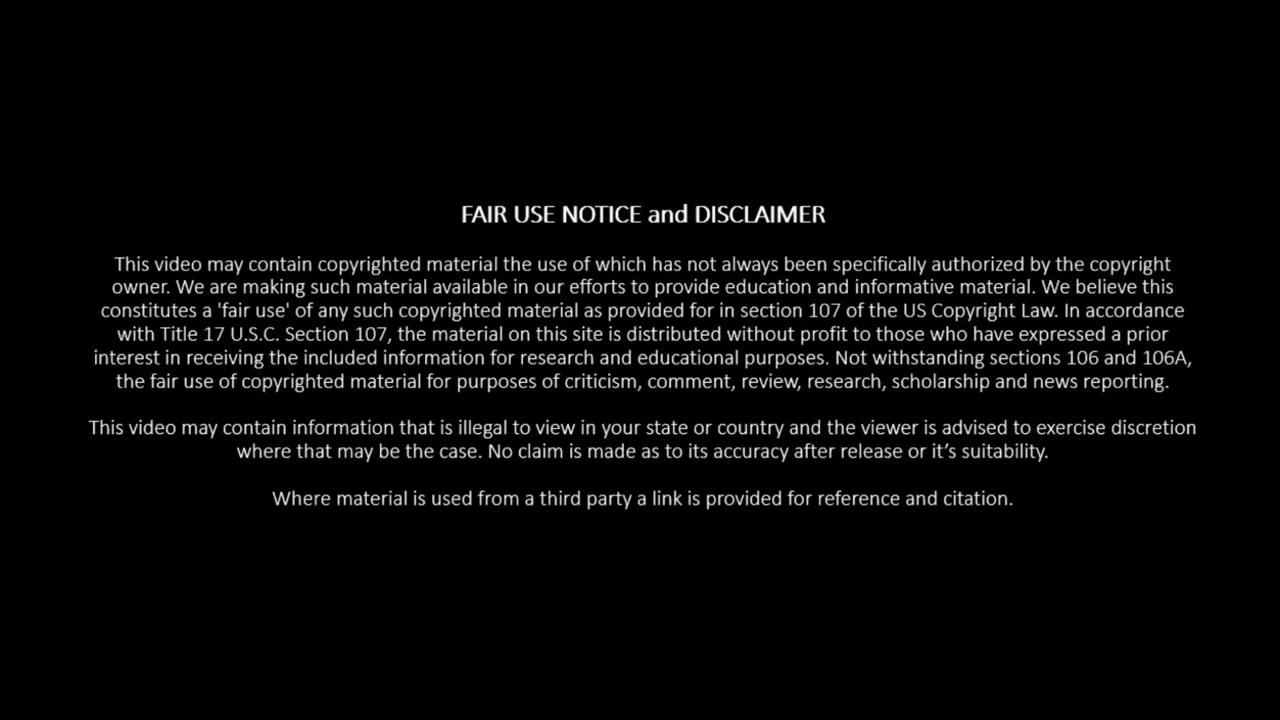 FAIR USE NOTICE and DISCLAIMER
This video may contain copyrighted material the use of which has not always been specifically authorized by the copyright
owner. We are making such material available in our efforts to provide education and informative material. We believe this
constitutes a 'fair use' of any such copyrighted material as provided for in section 107 of the US Copyright Law. In accordance
with Title 17 U.S.C. Section 107, the material on this site is distributed without profit to those who have expressed a prior
interest in receiving the included information for research and educational purposes. Not withstanding sections 106 and 106A,
the fair use of copyrighted material for purposes of criticism, comment, review, research, scholarship and news reporting.
This video may contain information that is illegal to view in your state or country and the viewer is advised to exercise discretion
where that may be the case. No claim is made as to its accuracy after release or it’s suitability.
Where material is used from a third party a link is provided for reference and citation.